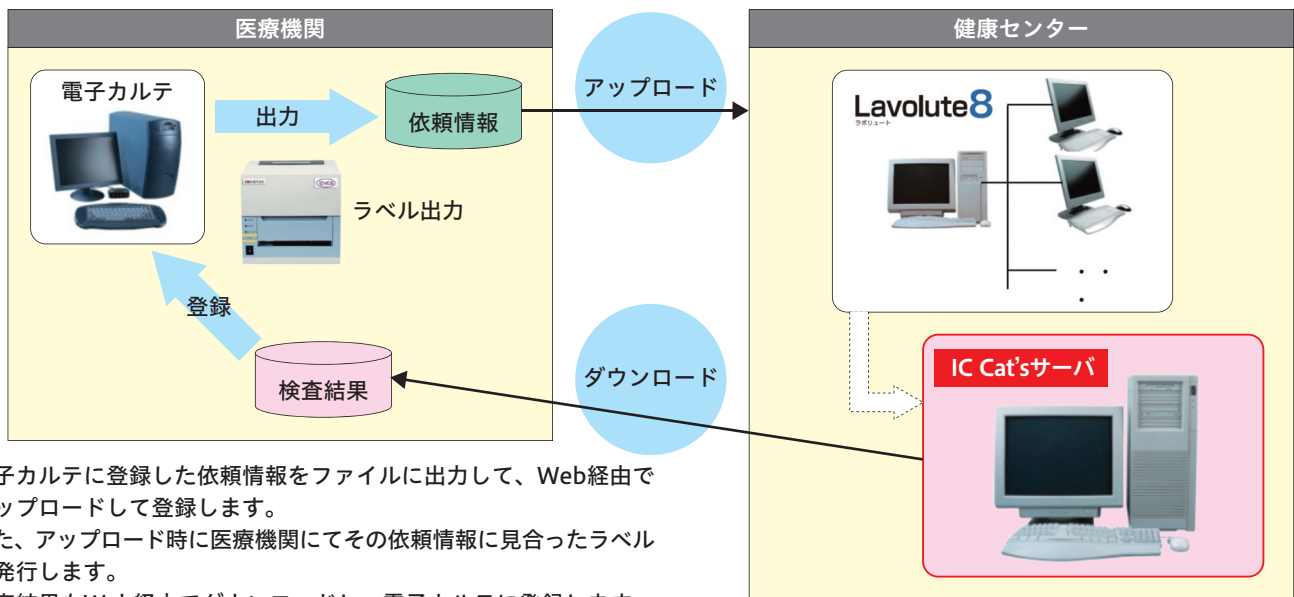 医療機関
健康センター
電子カルテ
出力
依頼情報
アップロード
ラベル出力
Lavolute8
ラボリュート
登録
検査結果
ダウンロード
IC Cat'sサーバ
子カルテに登録した依頼情報をファイルに出力して、Web経由で
ップロードして登録します。
た、アップロード時に医療機関にてその依頼情報に見合ったラベル
発行します。